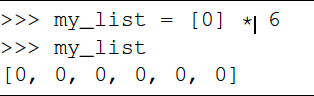 >>> my_list = [0] * 6
>>> my_list
[0, 0, 0, 0, 0, 0]